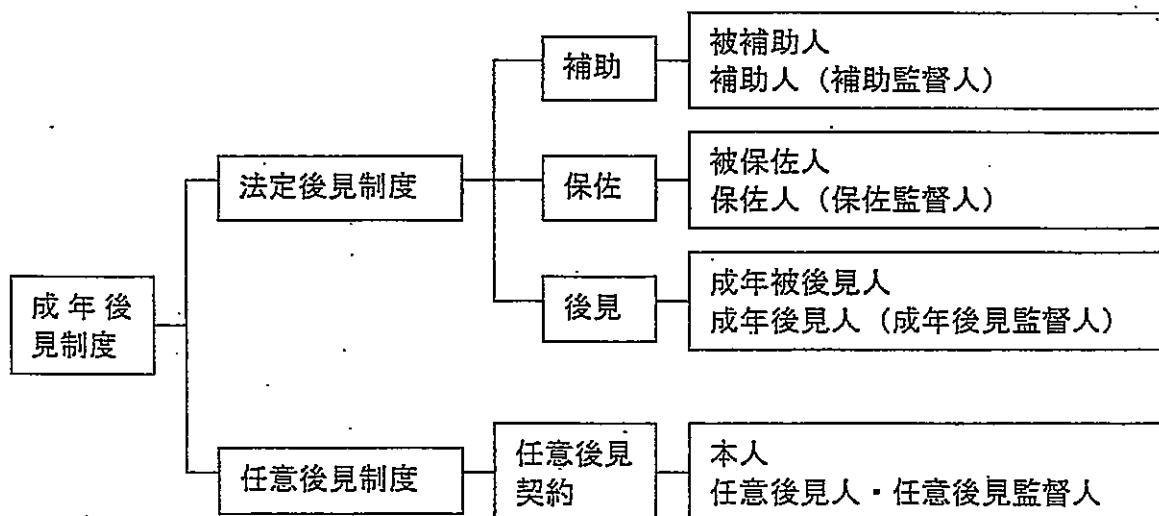 成年後
見制度
法定後見制度
補助
被補助人
補助人（補助監督人）
保佐
被保佐人
保佐人（保佐監督人）
後見
成年被後見人
成年後見人（成年後見監督人）
任意後見制度
任意後見
契約
本人
任意後見人・任意後見監督人